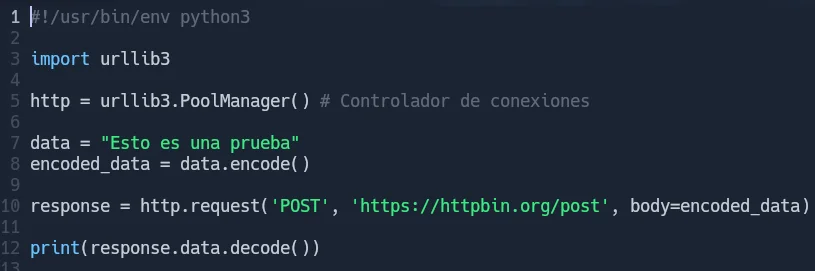 1 #!/usr/bin/env python3
2
3 import urllib3
4
5 http = urllib3.PoolManager() # Controlador de conexiones
6
7 data = "Esto es una prueba"
8 encoded_data = data.encode()
9
10 response = http.request('POST', 'https://httpbin.org/post', body=encoded_data)
11
12 print(response.data.decode())
13